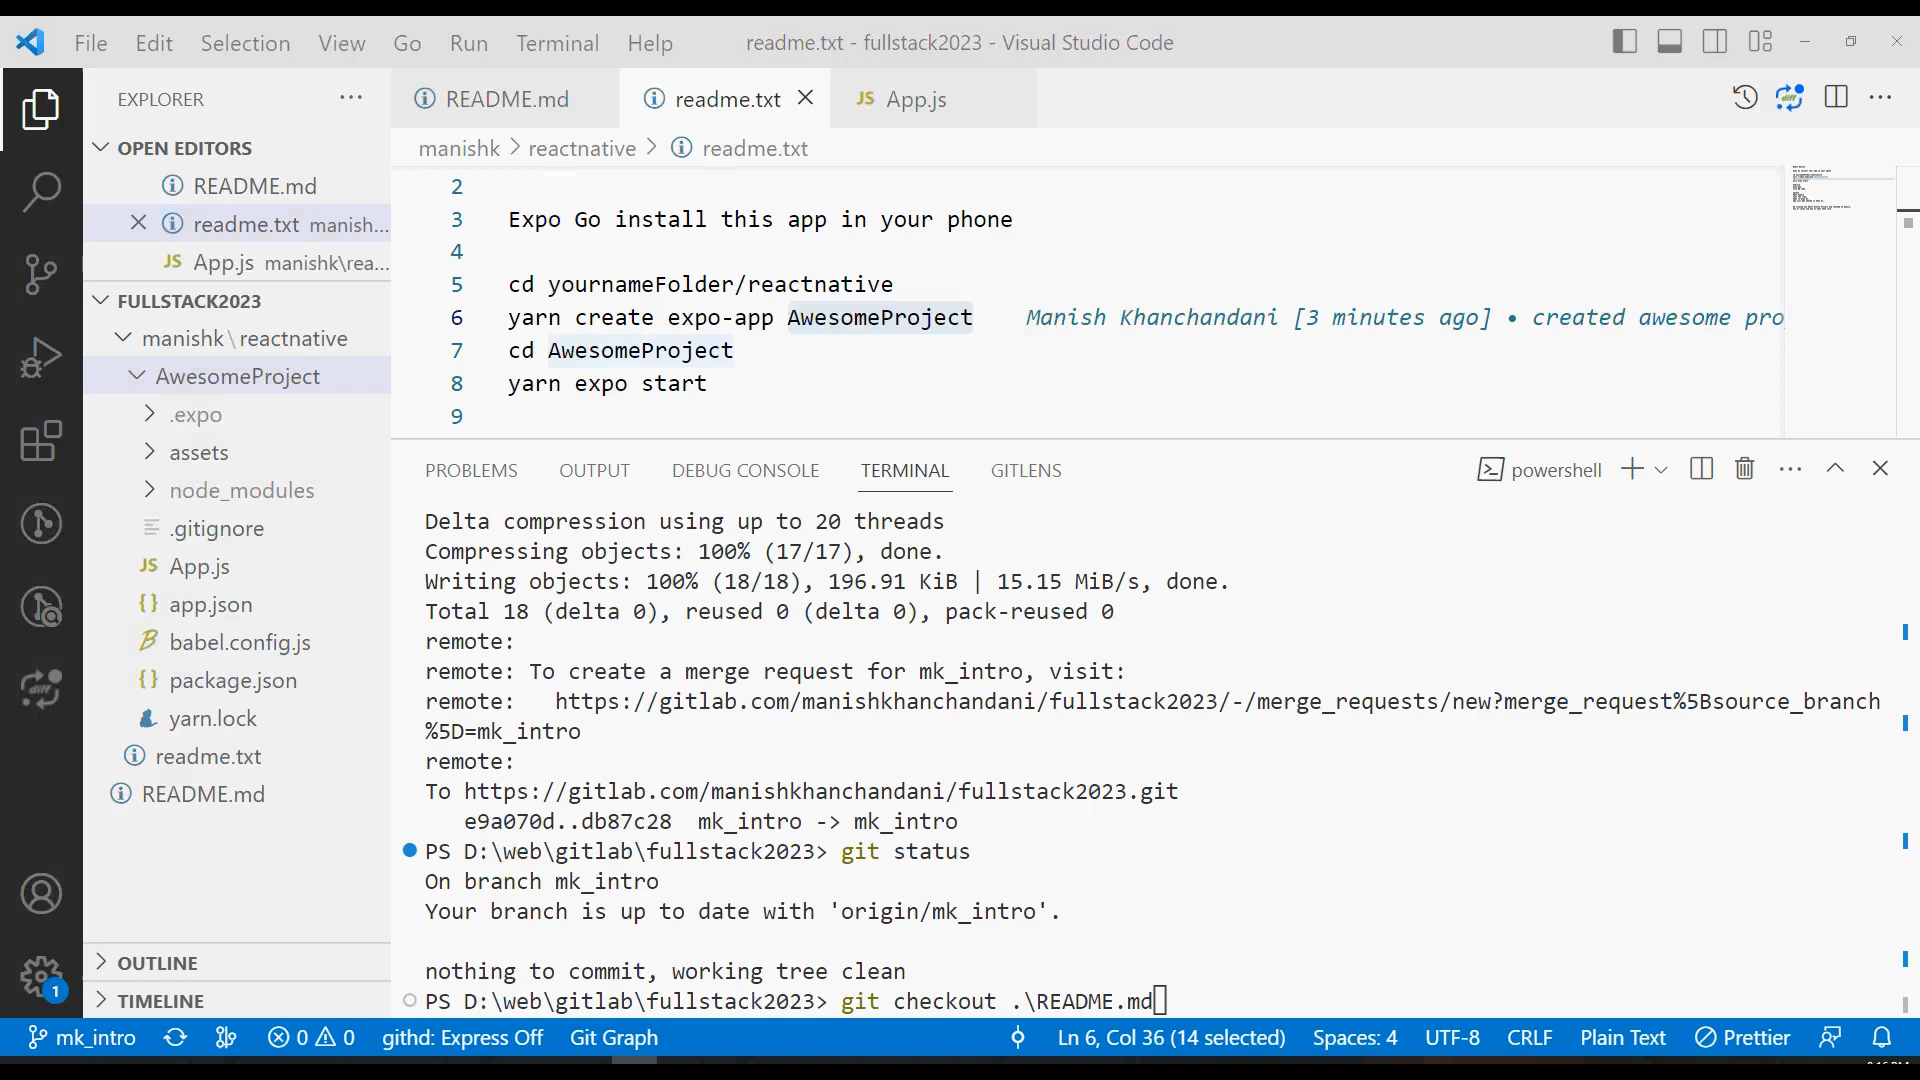 File Edit Selection View Go Run Terminal Help readme.txt - fullstack2023 - Visual Studio Code
EXPLORER
OPEN EDITORS
README.md
readme.txt manish...
App.js manishk\rea...
FULLSTACK2023
manishk\reactnative
AwesomeProject
.expo
assets
node_modules
.gitignore
JS App.js
{} app.json
babel.config.js
{} package.json
yarn.lock
readme.txt
README.md
OUTLINE
TIMELINE
README.md readme.txt JS App.js
manishk > reactnative > readme.txt
2
3 Expo Go install this app in your phone
4
5 cd yournameFolder/reactnative
6 yarn create expo-app AwesomeProject Manish Khanchandani [3 minutes ago] • created awesome pro
7 cd AwesomeProject
8 yarn expo start
9
PROBLEMS OUTPUT DEBUG CONSOLE TERMINAL GITLENS powershell
Delta compression using up to 20 threads
Compressing objects: 100% (17/17), done.
Writing objects: 100% (18/18), 196.91 KiB | 15.15 MiB/s, done.
Total 18 (delta 0), reused 0 (delta 0), pack-reused 0
remote:
remote: To create a merge request for mk_intro, visit:
remote:   https://gitlab.com/manishkhanchandani/fullstack2023/-/merge_requests/new?merge_request%5Bsource_branch
%5D=mk_intro
remote:
To https://gitlab.com/manishkhanchandani/fullstack2023.git
e9a070d..db87c28  mk_intro -> mk_intro
PS D:\web\gitlab\fullstack2023> git status
On branch mk_intro
Your branch is up to date with 'origin/mk_intro'.
nothing to commit, working tree clean
PS D:\web\gitlab\fullstack2023> git checkout .\README.md
1
mk_intro 0 0 githd: Express Off Git Graph Ln 6, Col 36 (14 selected) Spaces: 4 UTF-8 CRLF Plain Text Prettier